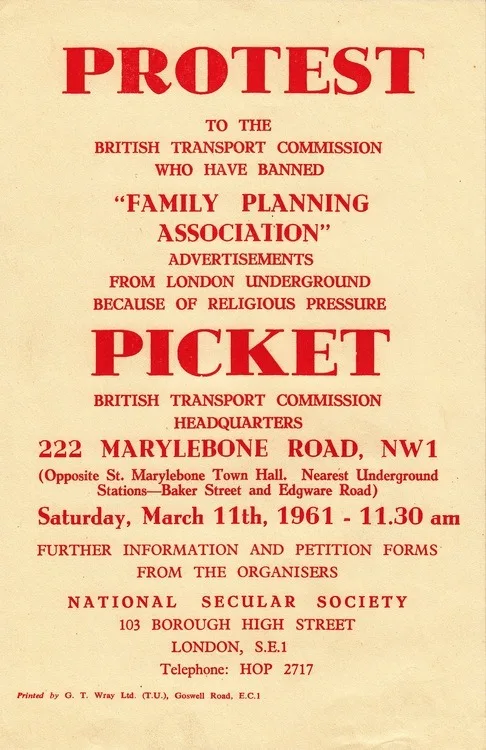 PROTEST
TO THE
BRITISH TRANSPORT COMMISSION
WHO HAVE BANNED
“FAMILY PLANNING
ASSOCIATION”
ADVERTISEMENTS
FROM LONDON UNDERGROUND
BECAUSE OF RELIGIOUS PRESSURE
PICKET
BRITISH TRANSPORT COMMISSION
HEADQUARTERS
222 MARYLEBONE ROAD, NW1
(Opposite St. Marylebone Town Hall. Nearest Underground
Stations—Baker Street and Edgware Road)
Saturday, March 11th, 1961 - 11.30 am
FURTHER INFORMATION AND PETITION FORMS
FROM THE ORGANISERS
NATIONAL SECULAR SOCIETY
103 BOROUGH HIGH STREET
LONDON, S.E.1
Telephone: HOP 2717
Printed by G. T. Wray Ltd. (T.U.), Goswell Road, E.C.1